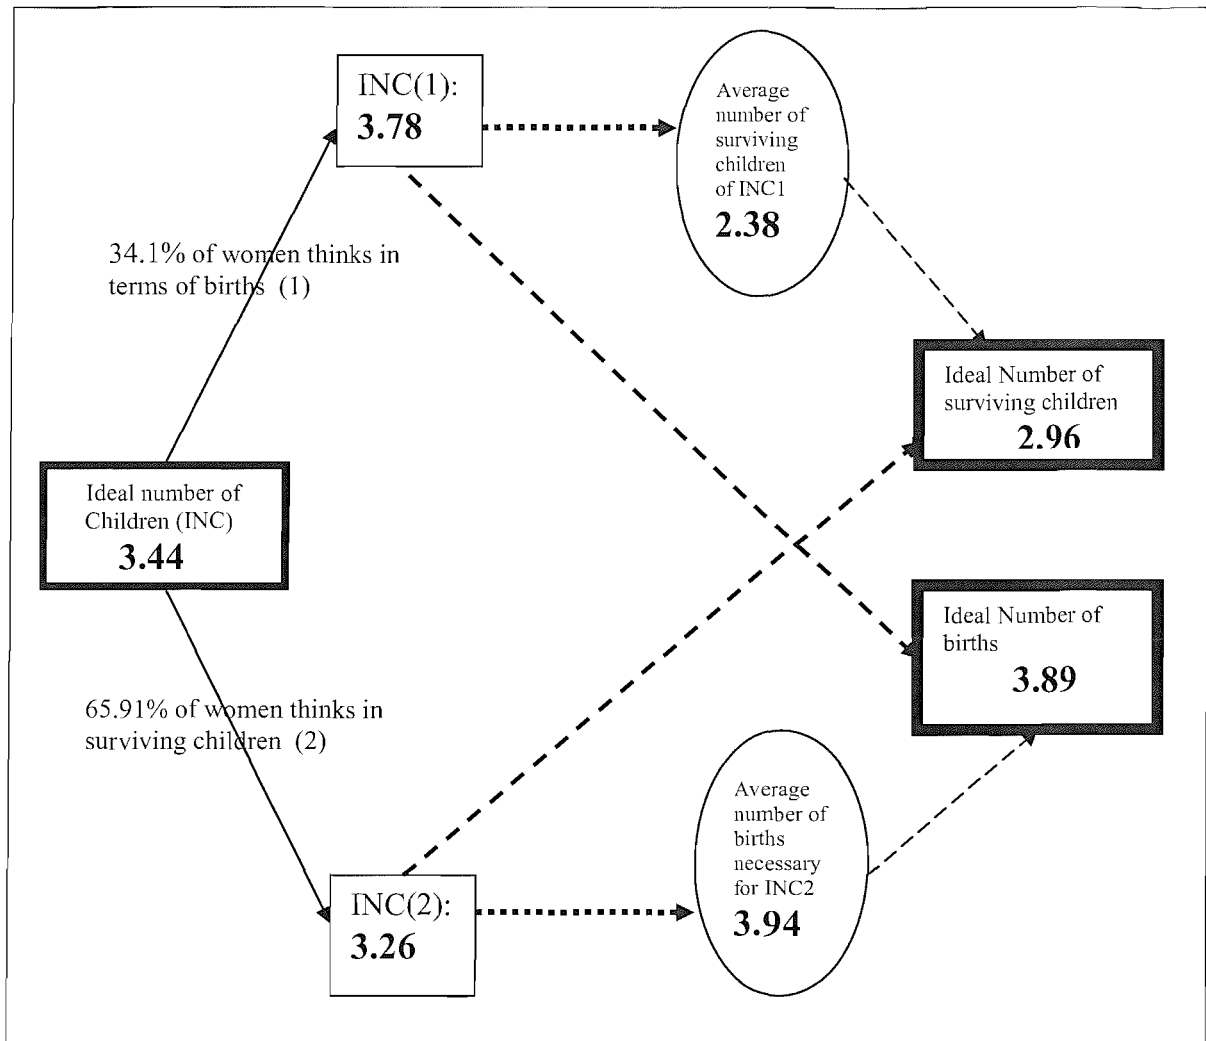 INC(1):
3.78
Average
number of
surviving
children
of INC1
2.38
34.1% of women thinks in
terms of births (1)
Ideal Number of
surviving children
2.96
Ideal number of
Children (INC)
3.44
Ideal Number of
births
3.89
65.91% of women thinks in
surviving children (2)
Average
number of
births
necessary
for INC2
3.94
INC(2):
3.26